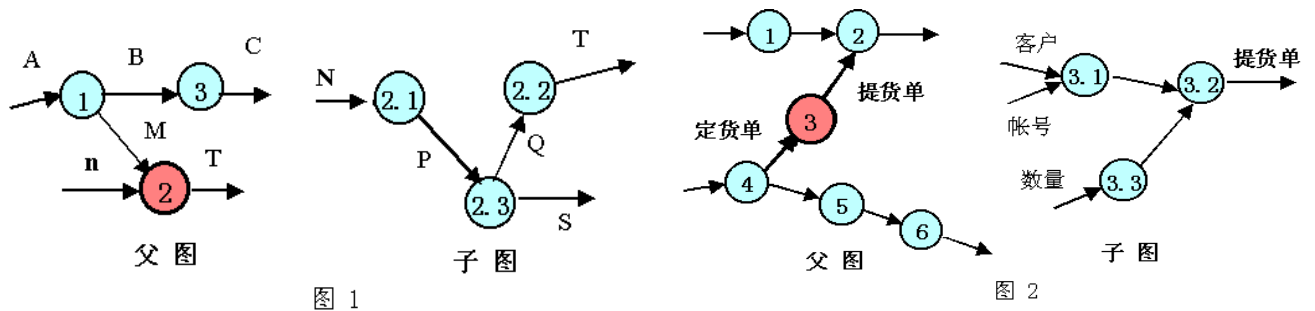 A
B
C
1
3
M
n
T
2
父 图
N
2.1
2.2
T
P
Q
2.3
S
子 图
图 1
1
2
提货单
3
定货单
4
5
6
父 图
客户
3.1
3.2
提货单
帐号
数量
3.3
子 图
图 2